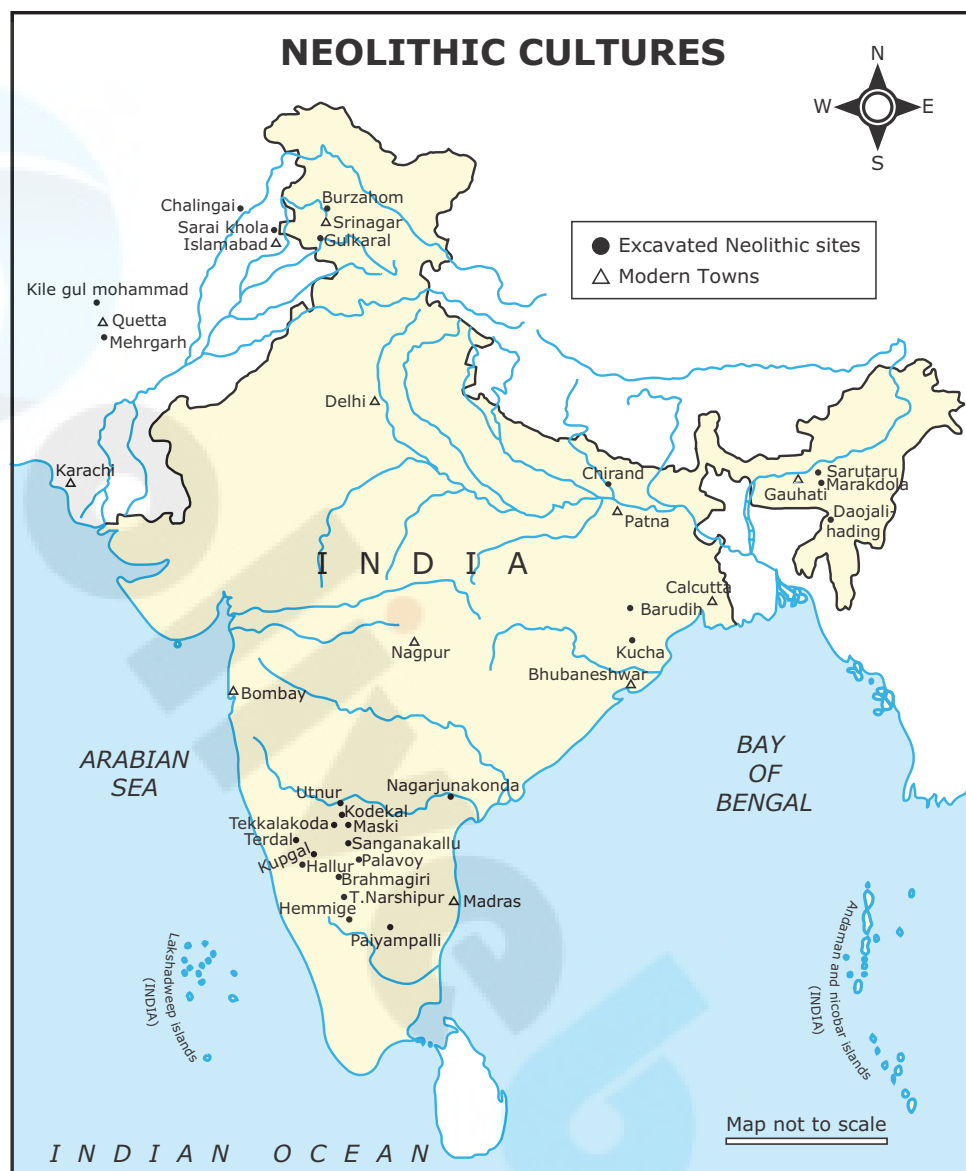 NEOLITHIC CULTURES
N
W
E
S
Excavated Neolithic sites
Modern Towns
Chalingai
Burzahom
Sarai khola
Srinagar
Islamabad
Gulkaral
Kile gul mohammad
Quetta
Mehrgarh
Delhi
Karachi
Chirand
Patna
Sarutaru
Marakdola
Gauhati
Daojali-
hading
INDIA
Calcutta
Barudih
Kucha
Nagpur
Bhubaneshwar
Bombay
ARABIAN
SEA
BAY
OF
BENGAL
Nagarjunakonda
Utnur
Kodekal
Tekkalakoda
Maski
Terdal
Sanganakallu
Kupgal
Palavoy
Hallur
Brahmagiri
T.Narshipur
Madras
Hemmige
Paiyampalli
Lakshadweep islands
(INDIA)
Andaman and nicobar islands
(INDIA)
Map not to scale
INDIAN OCEAN